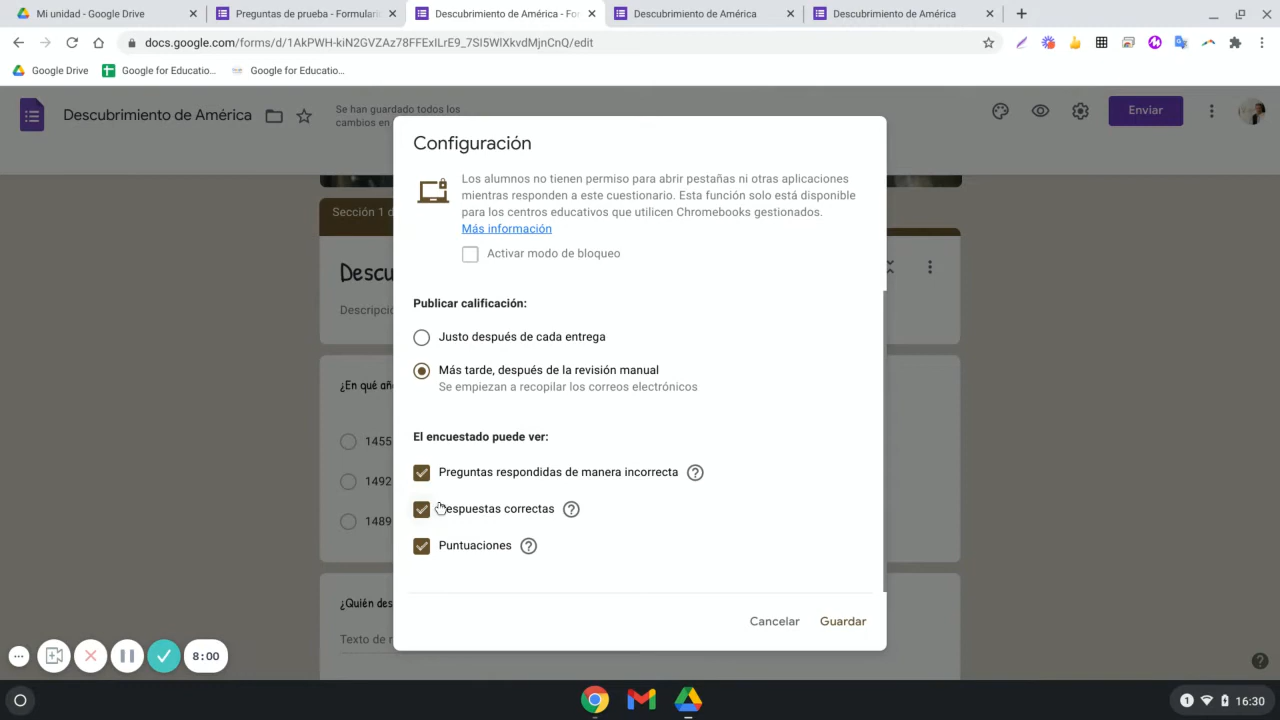 Mi unidad - Google Drive
Preguntas de prueba - Formulari
Descubrimiento de América - For
Descubrimiento de América
Descubrimiento de América
docs.google.com/forms/d/1AkPWH-kiN2GVZAz78FFExILrE9_7SI5WlXkvdMjnCnQ/edit
Google Drive
Google for Educatio...
Google for Educatio...
Descubrimiento de América
Se han guardado todos los
cambios en
Enviar
Configuración
Los alumnos no tienen permiso para abrir pestañas ni otras aplicaciones
mientras responden a este cuestionario. Esta función solo está disponible
para los centros educativos que utilicen Chromebooks gestionados.
Más información
Activar modo de bloqueo
Sección 1 d
Descu
Descripció
Publicar calificación:
Justo después de cada entrega
Más tarde, después de la revisión manual
Se empiezan a recopilar los correos electrónicos
¿En qué añ
1455
1492
1489
El encuestado puede ver:
Preguntas respondidas de manera incorrecta
espuestas correctas
Puntuaciones
¿Quién des
Texto de r
Cancelar
Guardar
8:00
1
16:30